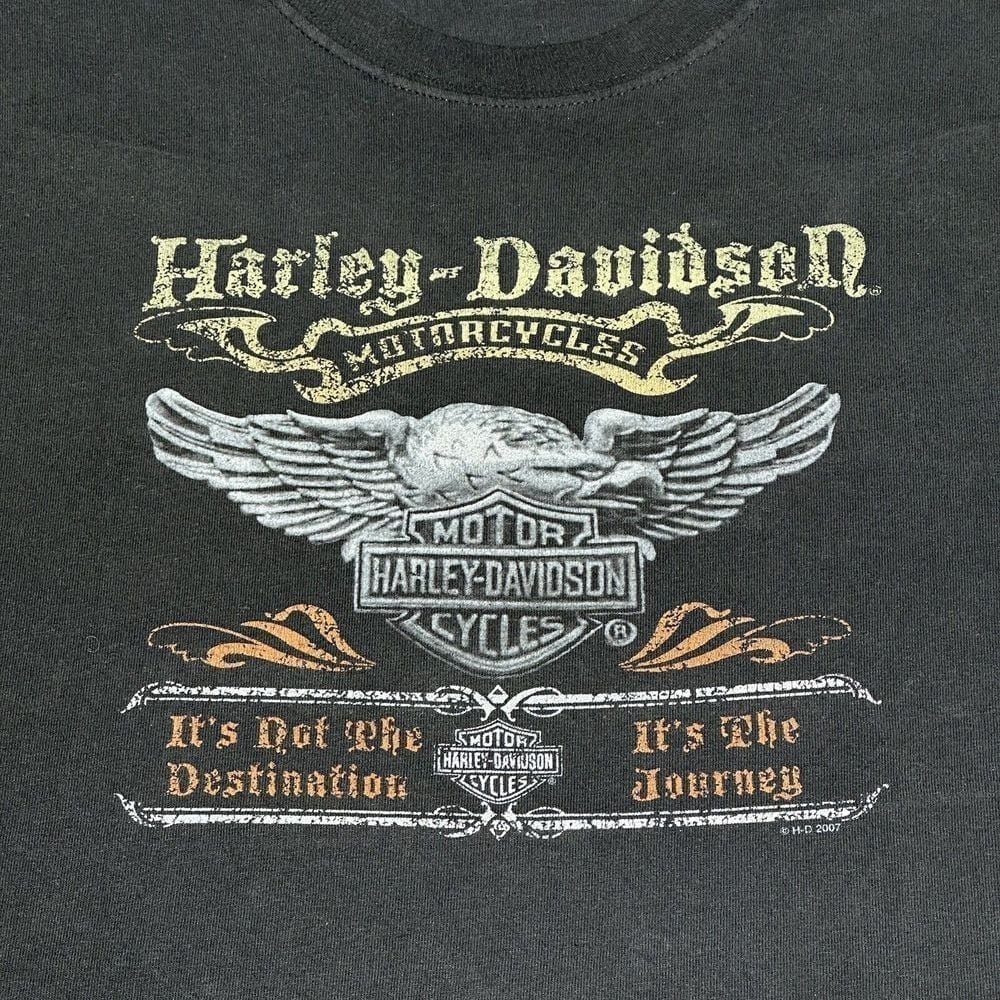 Harley-Davidson®
MOTORCYCLES
MOTOR
HARLEY-DAVIDSON
CYCLES ®
It's Not The
Destination
MOTOR
HARLEY-DAVIDSON
CYCLES ®
It's The
Journey
© H-D 2007